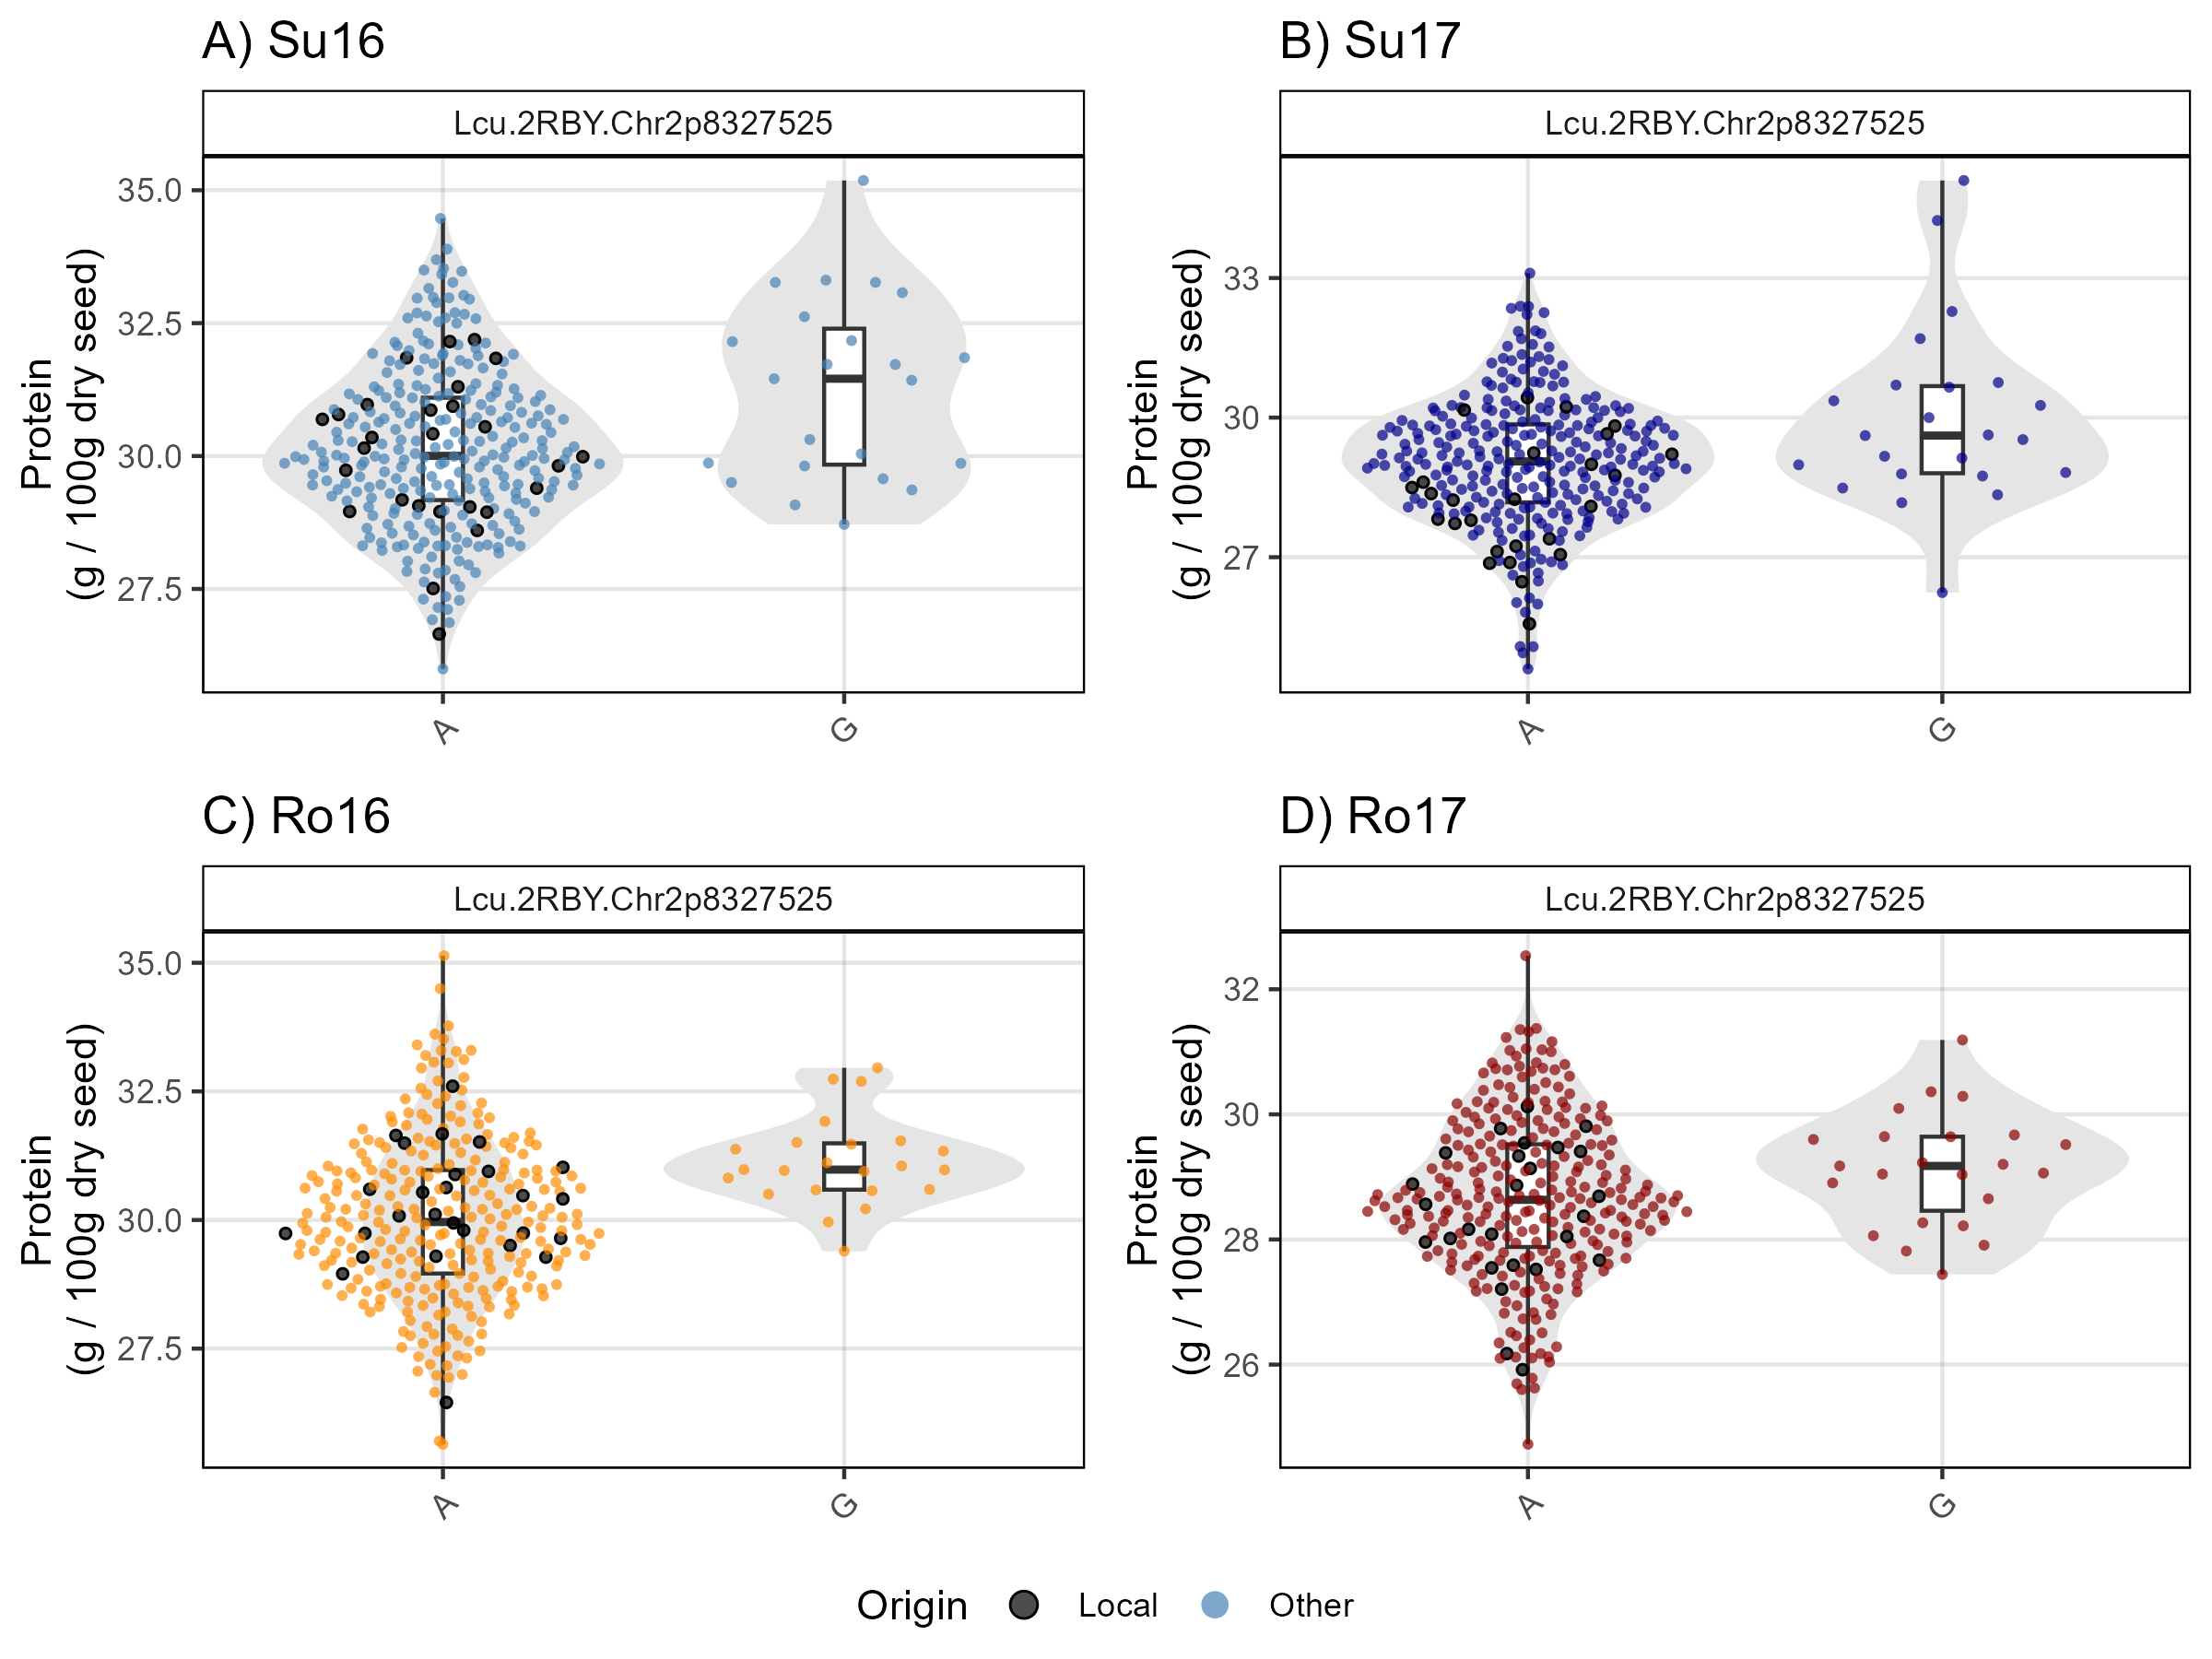 A) Su16
Lcu.2RBY.Chr2p8327525
Protein
(g / 100g dry seed)
35.0
32.5
30.0
27.5
A
G
B) Su17
Lcu.2RBY.Chr2p8327525
Protein
(g / 100g dry seed)
33
30
27
A
G
C) Ro16
Lcu.2RBY.Chr2p8327525
Protein
(g / 100g dry seed)
35.0
32.5
30.0
27.5
A
G
D) Ro17
Lcu.2RBY.Chr2p8327525
Protein
(g / 100g dry seed)
32
30
28
26
A
G
Origin Local Other